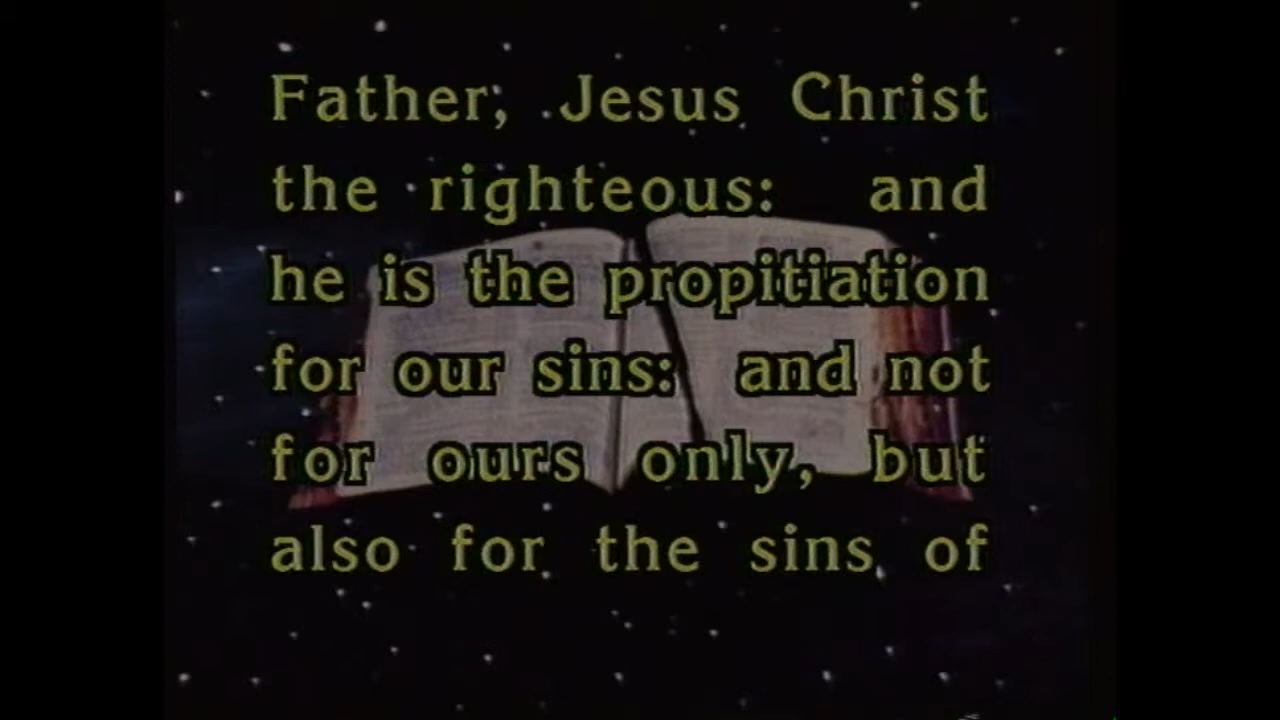 Father, Jesus Christ
the righteous: and
he is the propitiation
for our sins: and not
for ours only, but
also for the sins of